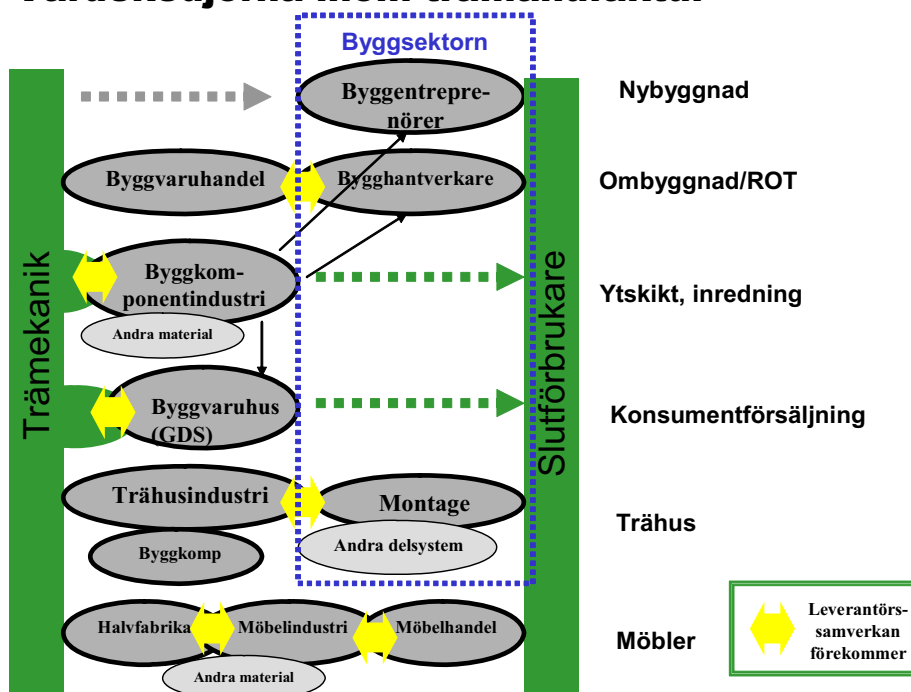 Byggsektorn
Byggentrepre-
nörer
Nybyggnad
Byggvaruhandel
Bygghantverkare
Ombyggnad/ROT
Trämekanik
Byggkom-
ponentindustri
Andra material
Ytskikt, inredning
Slutförbrukare
Byggvaruhus
(GDS)
Konsumentförsäljning
Trähusindustri
Montage
Andra delsystem
Byggkomp
Trähus
Halvfabrika
Möbelindustri
Möbelhandel
Andra material
Möbler
Leverantörs-
samverkan
förekommer